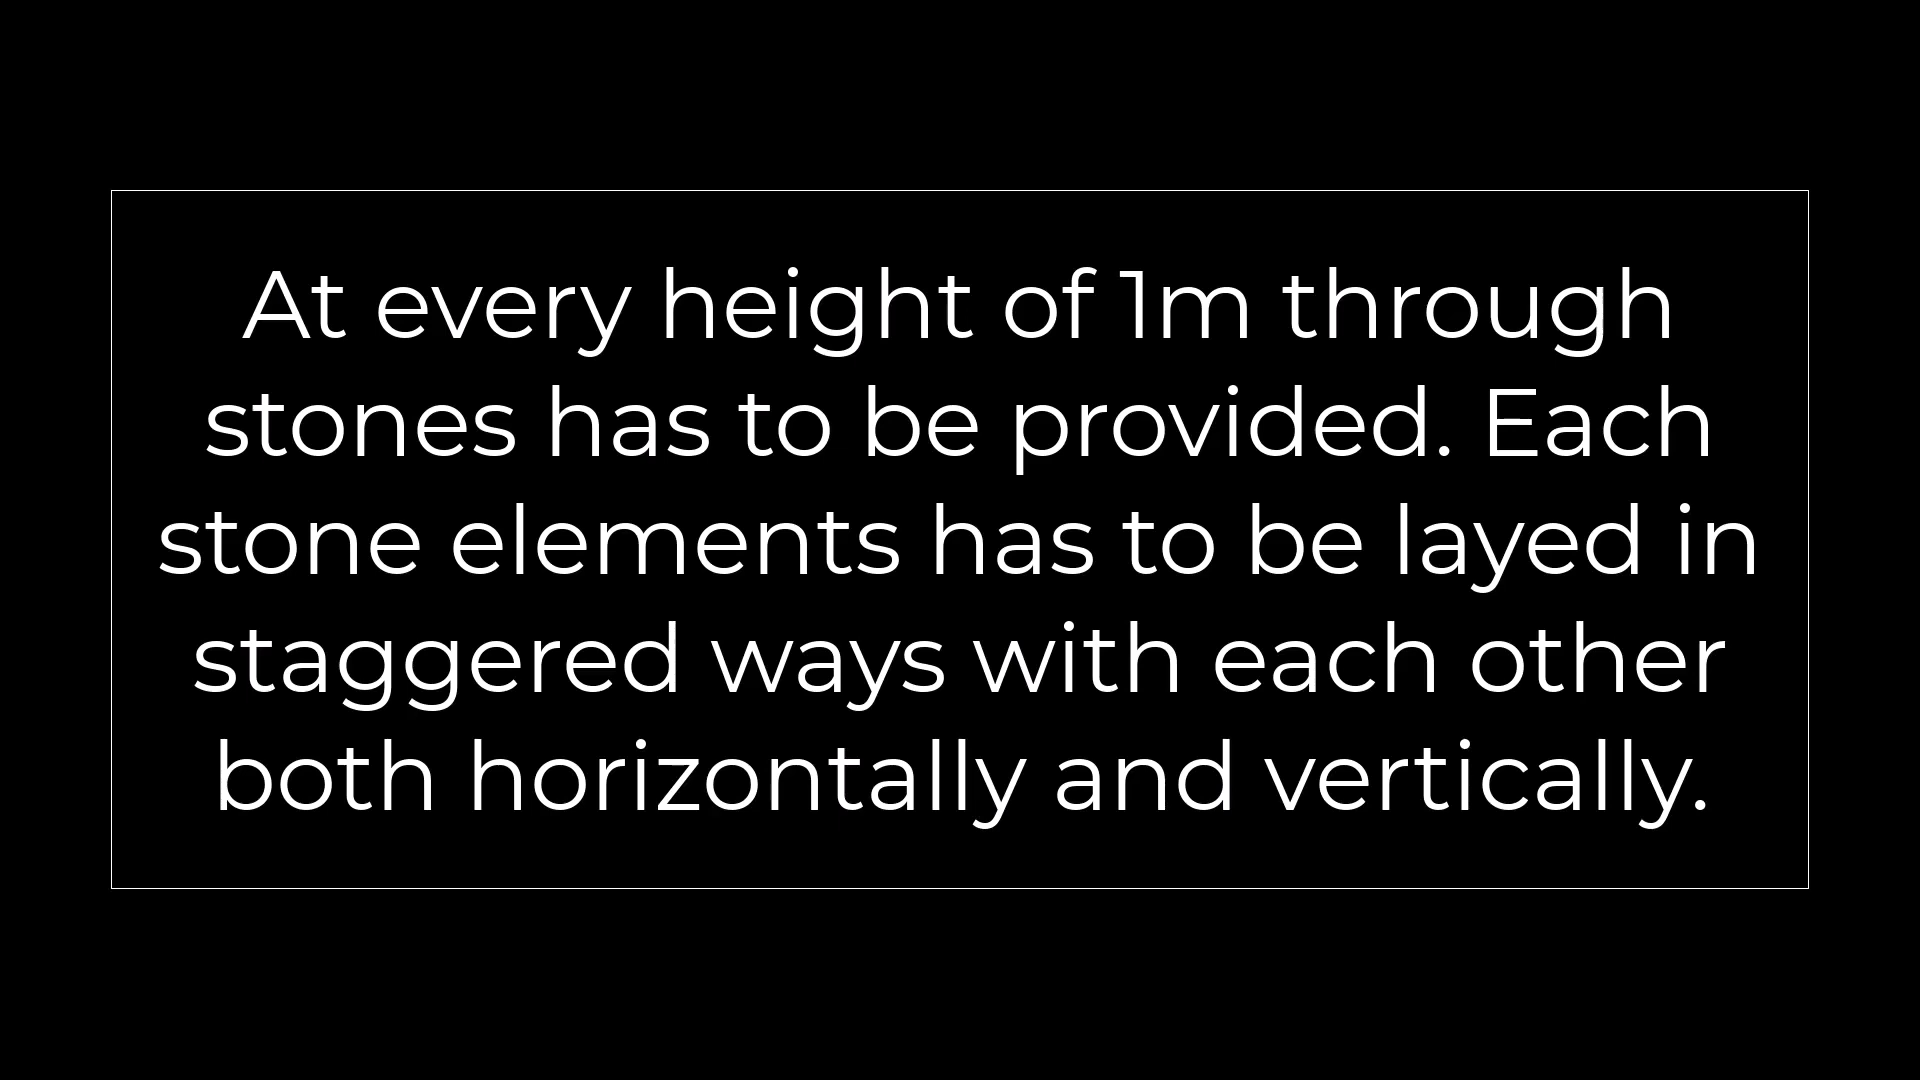 At every height of 1m through
stones has to be provided. Each
stone elements has to be layed in
staggered ways with each other
both horizontally and vertically.